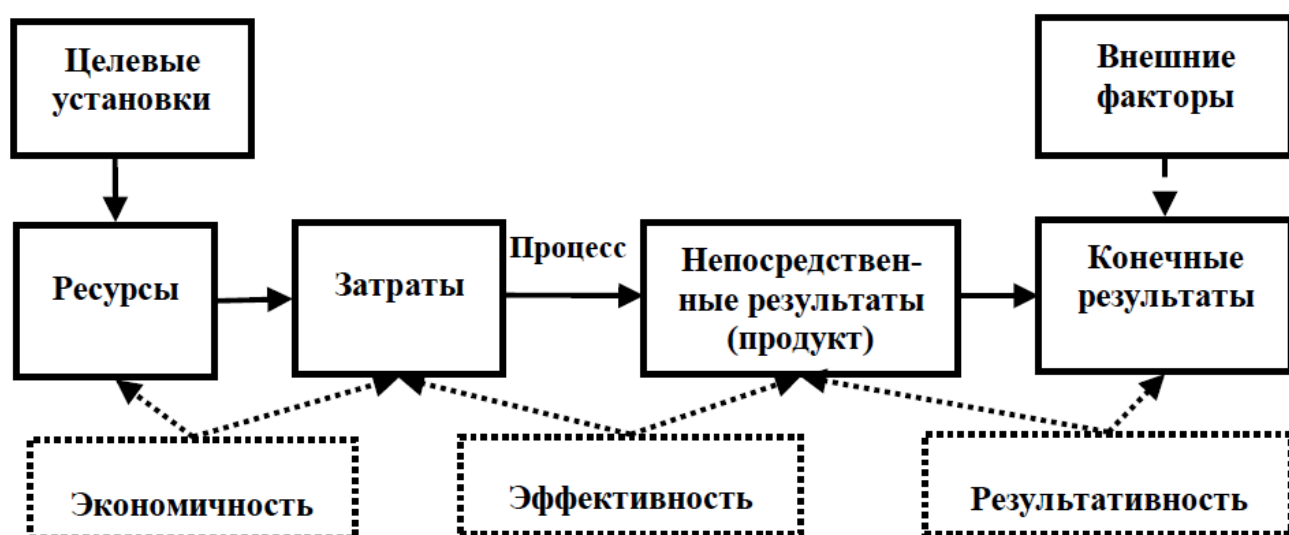 Целевые
установки
Внешние
факторы
Ресурсы
Затраты
Процесс
Непосредствен-
ные результаты
(продукт)
Конечные
результаты
Экономичность
Эффективность
Результативность